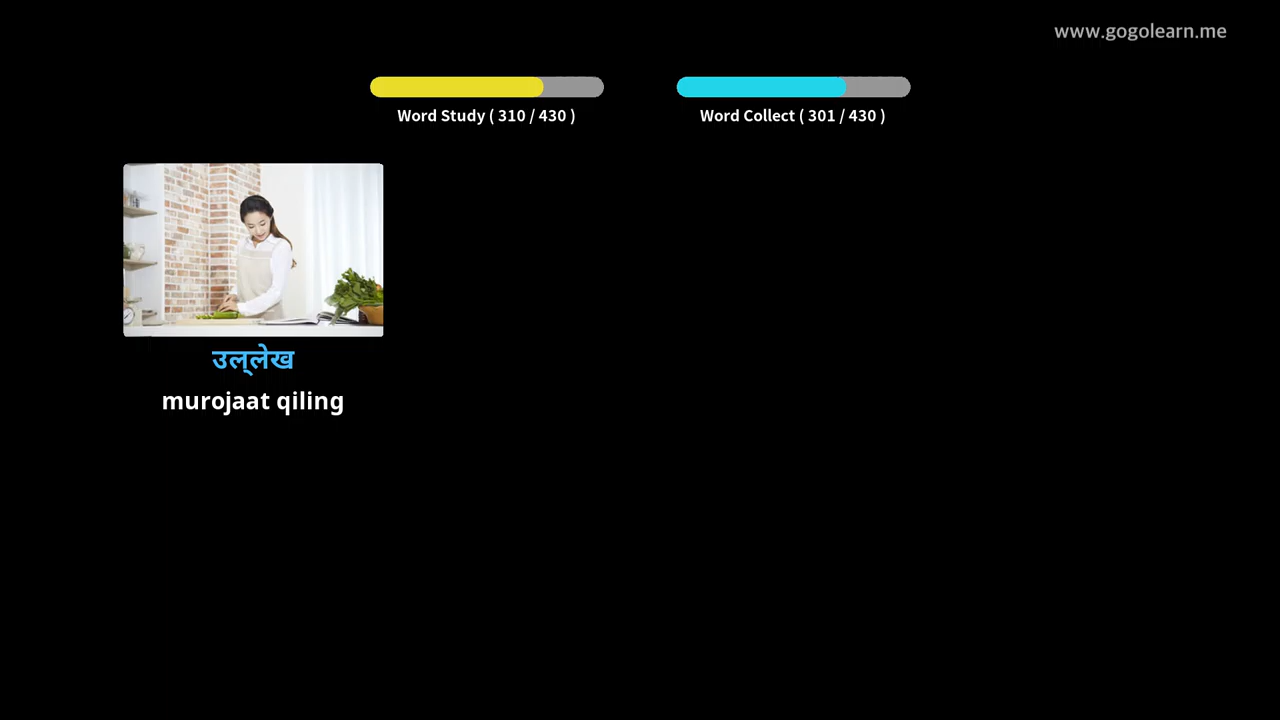 www.gogolearn.me
Word Study ( 310 / 430 )
Word Collect ( 301 / 430 )
उल्लेख
murojaat qiling